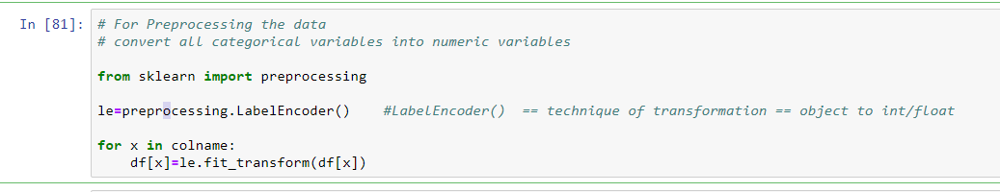 In [81]: # For Preprocessing the data
# convert all categorical variables into numeric variables
from sklearn import preprocessing
le=preprocessing.LabelEncoder()    #LabelEncoder()  == technique of transformation == object to int/float
for x in colname:
    df[x]=le.fit_transform(df[x])